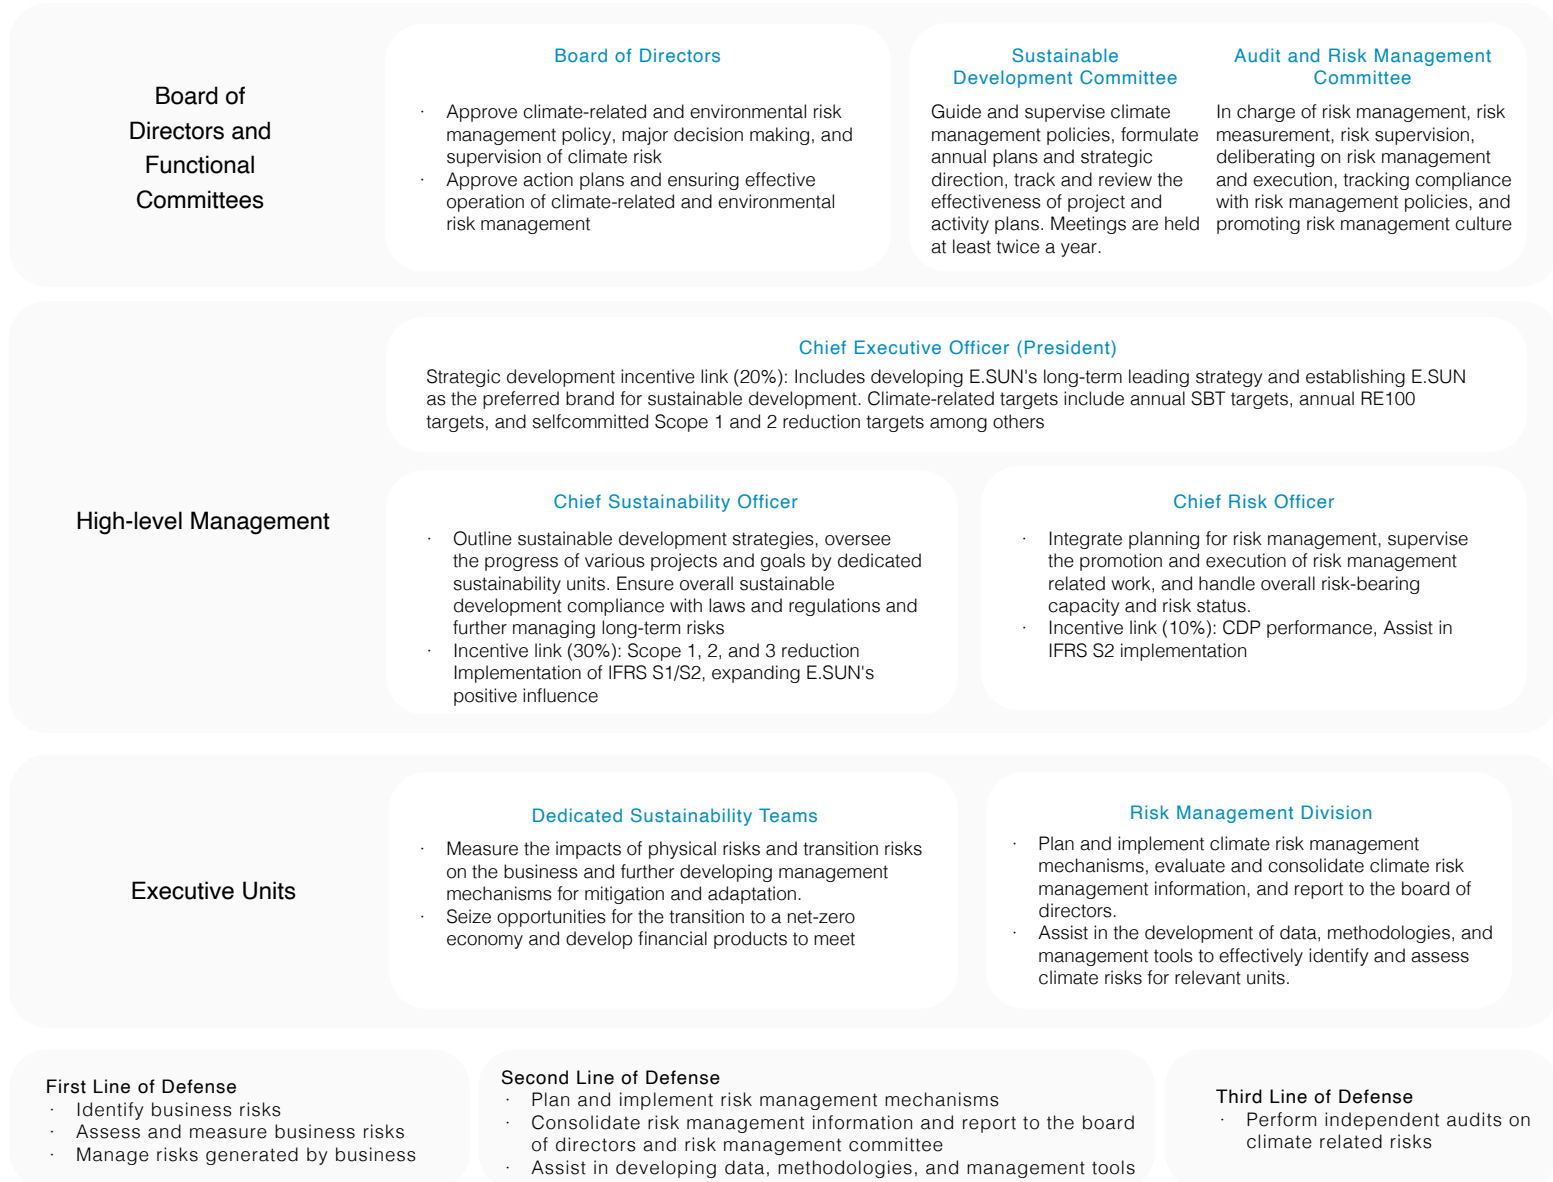 Board of
Directors and
Functional
Committees
Board of Directors
· Approve climate-related and environmental risk
management policy, major decision making, and
supervision of climate risk
· Approve action plans and ensuring effective
operation of climate-related and environmental
risk management
Sustainable
Development Committee
Guide and supervise climate
management policies, formulate
annual plans and strategic
direction, track and review the
effectiveness of project and
activity plans. Meetings are held
at least twice a year.
Audit and Risk Management
Committee
In charge of risk management, risk
measurement, risk supervision,
deliberating on risk management
and execution, tracking compliance
with risk management policies, and
promoting risk management culture
High-level Management
Chief Executive Officer (President)
Strategic development incentive link (20%): Includes developing E.SUN's long-term leading strategy and establishing E.SUN
as the preferred brand for sustainable development. Climate-related targets include annual SBT targets, annual RE100
targets, and selfcommitted Scope 1 and 2 reduction targets among others
Chief Sustainability Officer
· Outline sustainable development strategies, oversee
the progress of various projects and goals by dedicated
sustainability units. Ensure overall sustainable
development compliance with laws and regulations and
further managing long-term risks
· Incentive link (30%): Scope 1, 2, and 3 reduction
Implementation of IFRS S1/S2, expanding E.SUN's
positive influence
Chief Risk Officer
· Integrate planning for risk management, supervise
the promotion and execution of risk management
related work, and handle overall risk-bearing
capacity and risk status.
· Incentive link (10%): CDP performance, Assist in
IFRS S2 implementation
Executive Units
Dedicated Sustainability Teams
· Measure the impacts of physical risks and transition risks
on the business and further developing management
mechanisms for mitigation and adaptation.
· Seize opportunities for the transition to a net-zero
economy and develop financial products to meet
Risk Management Division
· Plan and implement climate risk management
mechanisms, evaluate and consolidate climate risk
management information, and report to the board of
directors.
· Assist in the development of data, methodologies, and
management tools to effectively identify and assess
climate risks for relevant units.
First Line of Defense
· Identify business risks
· Assess and measure business risks
· Manage risks generated by business
Second Line of Defense
· Plan and implement risk management mechanisms
· Consolidate risk management information and report to the board
of directors and risk management committee
· Assist in developing data, methodologies, and management tools
Third Line of Defense
· Perform independent audits on
climate related risks